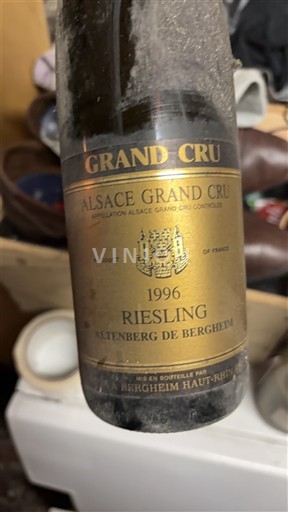 GRAND CRU
ALSACE GRAND CRU
APPELLATION ALSACE GRAND CRU CONTRÔLÉE
VINIOU
OF FRANCE
1996
RIESLING
ALTENBERG DE BERGHEIM
MIS EN BOUTEILLE PAR
A BERGHEIM HAUT-RHIN